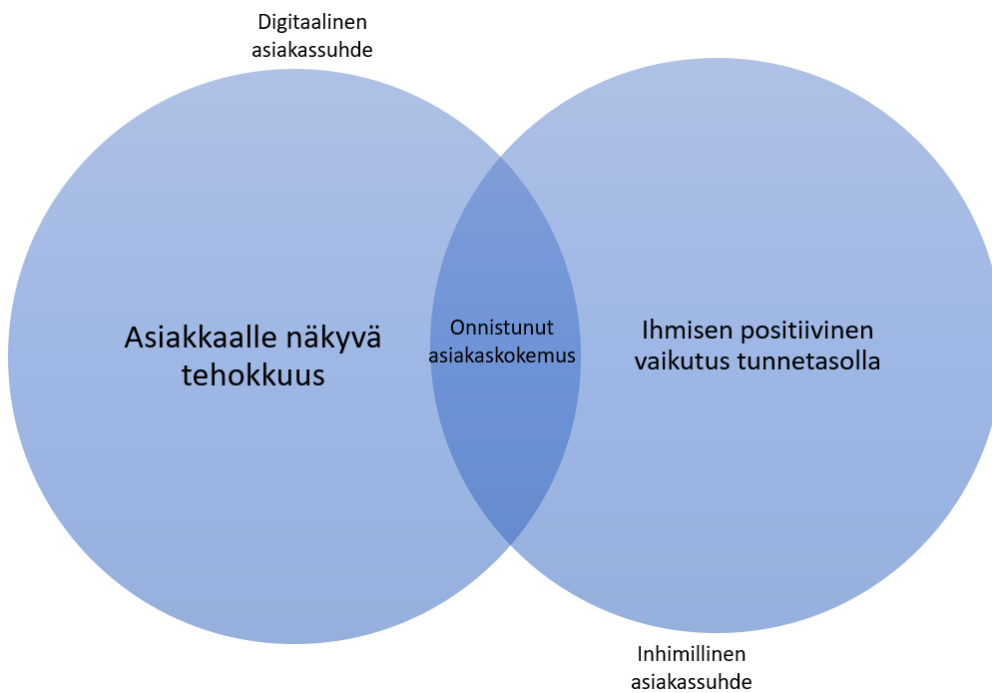 Digitaalinen
asiakassuhde
Asiakkaalle näkyvä
tehokkuus
Onnistunut
asiakaskokemus
Ihmisen positiivinen
vaikutus tunnetasolla
Inhimillinen
asiakassuhde